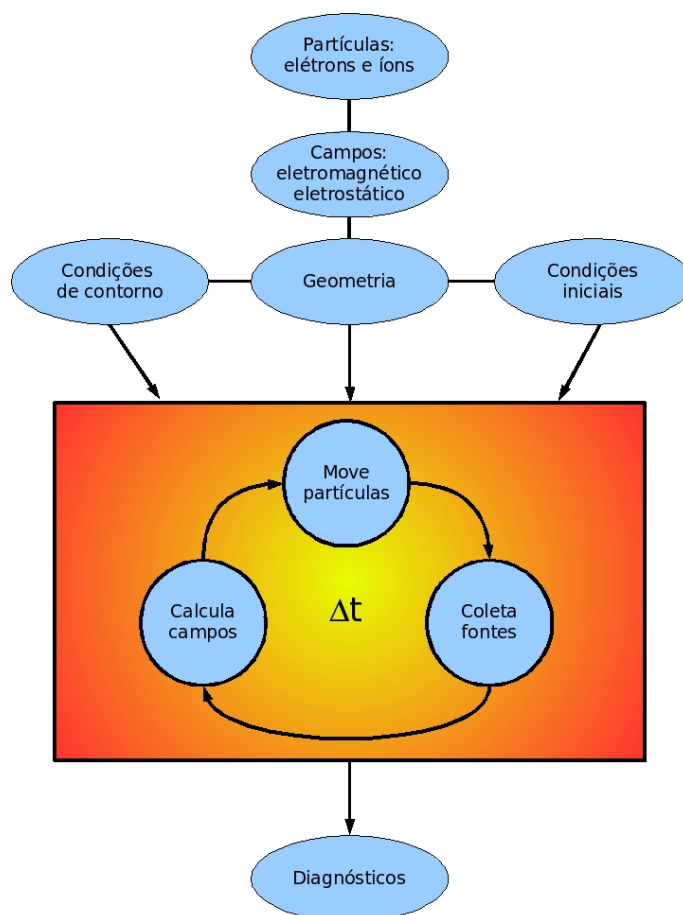 Partículas:
elétrons e íons
Campos:
eletromagnético
eletrostático
Condições
de contorno
Geometria
Condições
iniciais
Move
partículas
Calcula
campos
Δt
Coleta
fontes
Diagnósticos